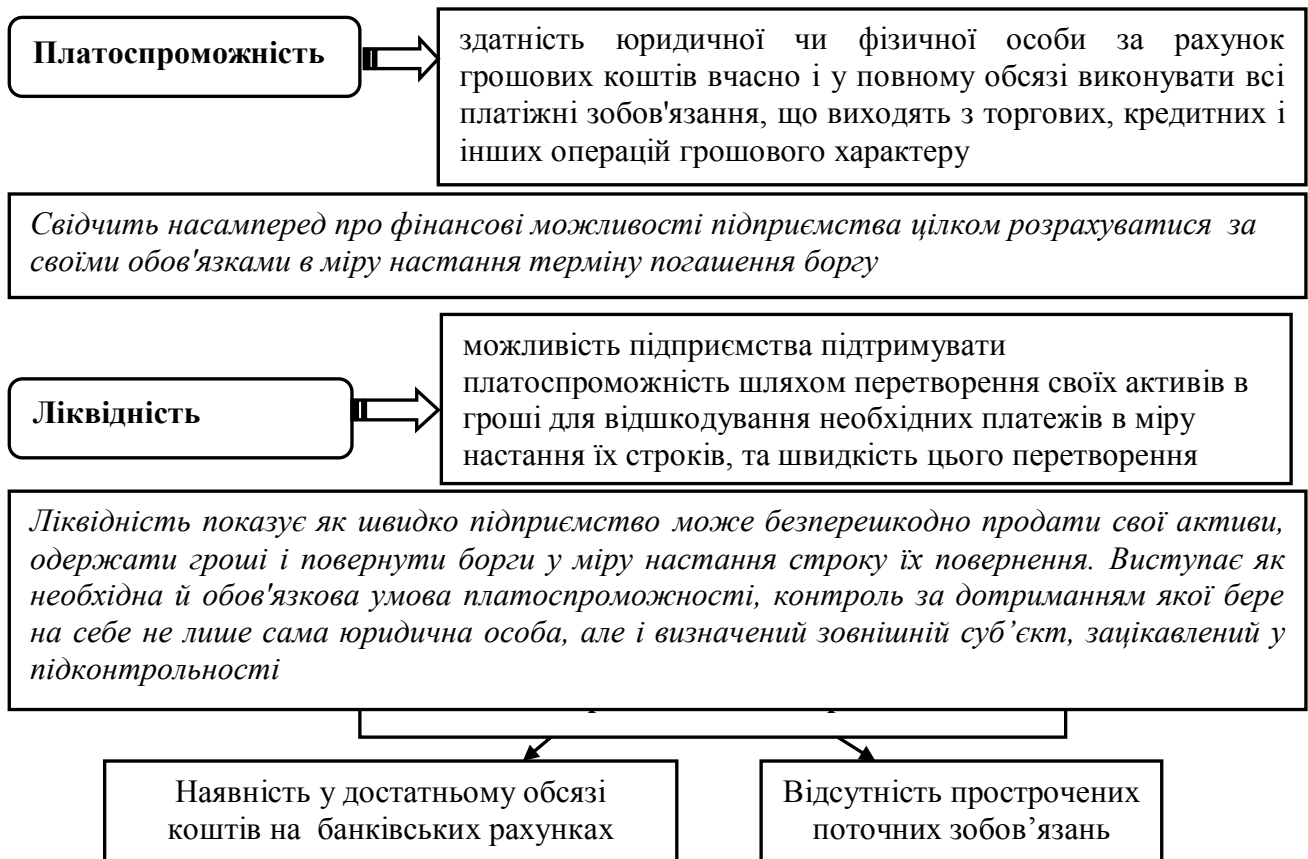 Платоспроможність
здатність юридичної чи фізичної особи за рахунок
грошових коштів вчасно і у повному обсязі виконувати всі
платіжні зобов'язання, що виходять з торгових, кредитних і
інших операцій грошового характеру
Свідчить насамперед про фінансові можливості підприємства цілком розрахуватися за
своїми обов'язками в міру настання терміну погашення боргу
Ліквідність
можливість підприємства підтримувати
платоспроможність шляхом перетворення своїх активів в
гроші для відшкодування необхідних платежів в міру
настання їх строків, та швидкість цього перетворення
Ліквідність показує як швидко підприємство може безперешкодно продати свої активи,
одержати гроші і повернути борги у міру настання строку їх повернення. Виступає як
необхідна й обов'язкова умова платоспроможності, контроль за дотриманням якої бере
на себе не лише сама юридична особа, але і визначений зовнішній суб’єкт, зацікавлений у
підконтрольності
Наявність у достатньому обсязі
коштів на банківських рахунках
Відсутність прострочених
поточних зобов’язань